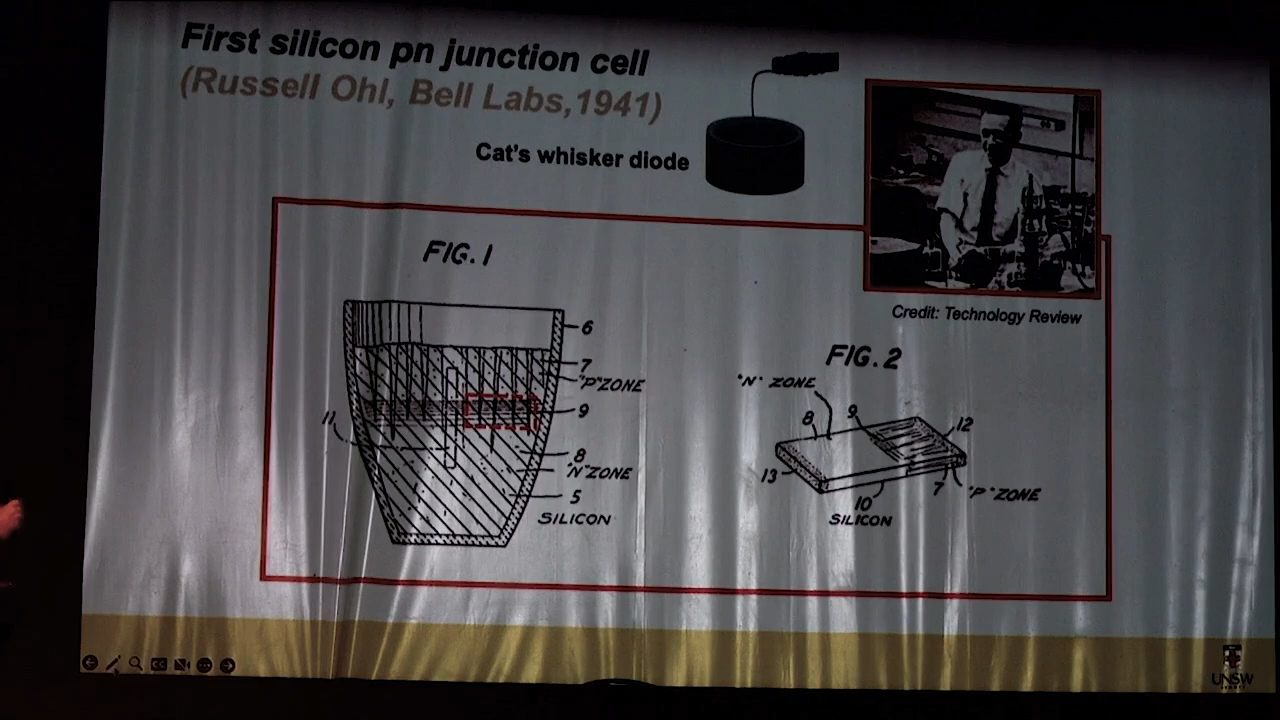 First silicon pn junction cell
(Russell Ohl, Bell Labs,1941)
Cat's whisker diode
Credit: Technology Review
FIG. 1
6
7
"P" ZONE
9
11
8
"N" ZONE
5
SILICON
FIG. 2
"N" ZONE
8
9
12
13
10
SILICON
7
"P" ZONE
CC
UNSW